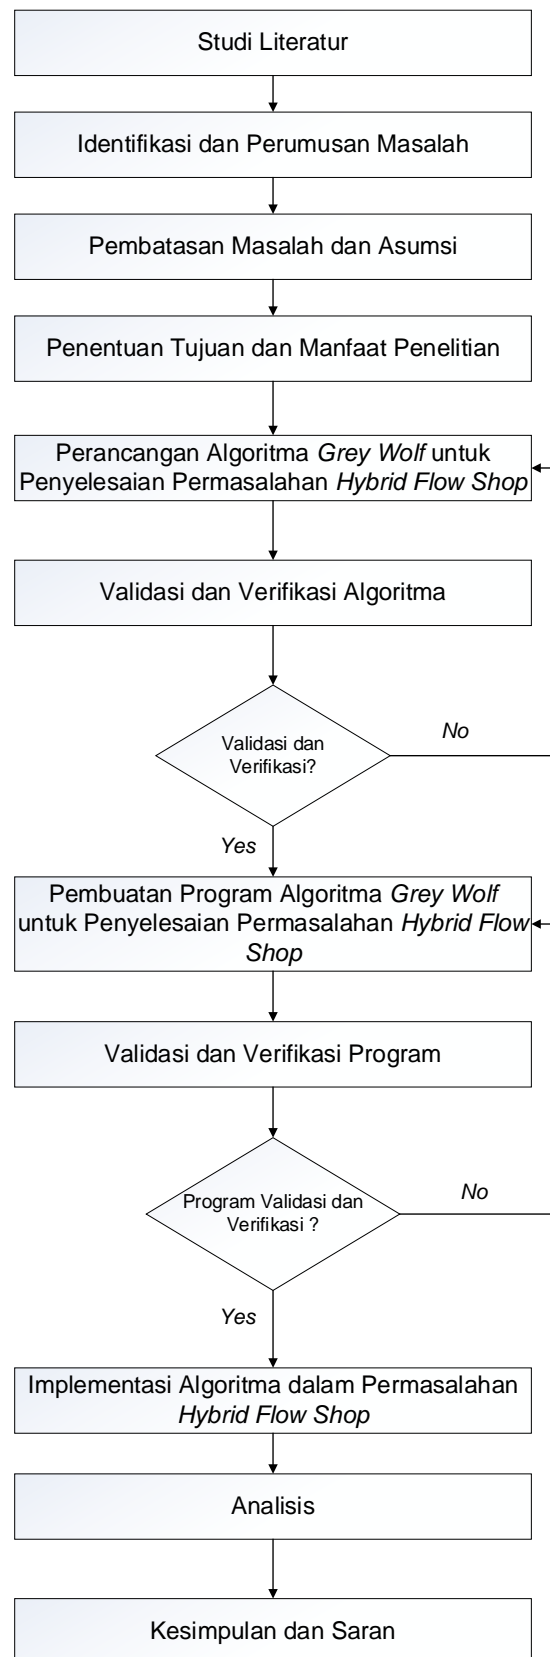 Studi Literatur
Identifikasi dan Perumusan Masalah
Pembatasan Masalah dan Asumsi
Penentuan Tujuan dan Manfaat Penelitian
Perancangan Algoritma Grey Wolf untuk
Penyelesaian Permasalahan Hybrid Flow Shop
Validasi dan Verifikasi Algoritma
Validasi dan
Verifikasi?
No
Yes
Pembuatan Program Algoritma Grey Wolf
untuk Penyelesaian Permasalahan Hybrid Flow
Shop
Validasi dan Verifikasi Program
Program Validasi dan
Verifikasi ?
No
Yes
Implementasi Algoritma dalam Permasalahan
Hybrid Flow Shop
Analisis
Kesimpulan dan Saran